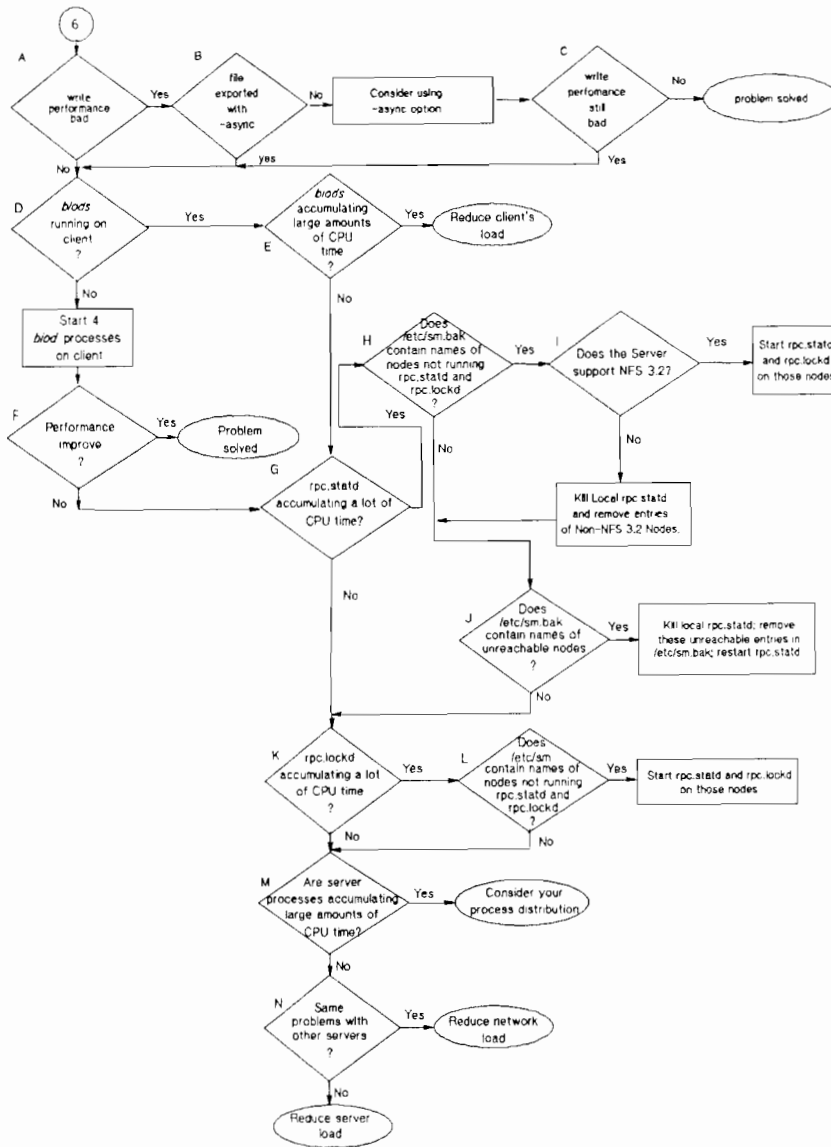 6
A
write
performance
bad
Yes
B
file
exported
with
-async
No
Consider using
-async option
C
write
perfomance
still
bad
No
problem solved
No
yes
Yes
D
biods
running on
client
?
Yes
biods
accumulating
large amounts
of CPU
time
?
E
Yes
Reduce client's
load
No
No
Start 4
biod processes
on client
H
Does
/etc/sm.bak
contain names of
nodes not running
rpc.statd and
rpc.lockd
?
Yes
I
Does the Server
support NFS 3.2?
Yes
Start rpc.statd
and rpc.lockd
on those nodes
F
Performance
improve
?
Yes
Problem
solved
Yes
No
No
G
rpc.statd
accumulating a lot of
CPU time?
No
Kill Local rpc statd
and remove entries
of Non-NFS 3.2 Nodes.
No
J
Does
/etc/sm.bak
contain names of
unreachable nodes
?
Yes
Kill local rpc.statd; remove
these unreachable entries in
/etc/sm.bak; restart rpc.statd
No
K
rpc.lockd
accumulating a lot
of CPU time
?
Yes
L
Does
/etc/sm
contain names of
nodes not running
rpc.statd and
rpc.lockd
?
Yes
Start rpc.statd and rpc.lockd
on those nodes
No
No
M
Are server
processes accumulating
large amounts of
CPU time?
Yes
Consider your
process distribution
No
N
Same
problems with
other servers
?
Yes
Reduce network
load
No
Reduce server
load